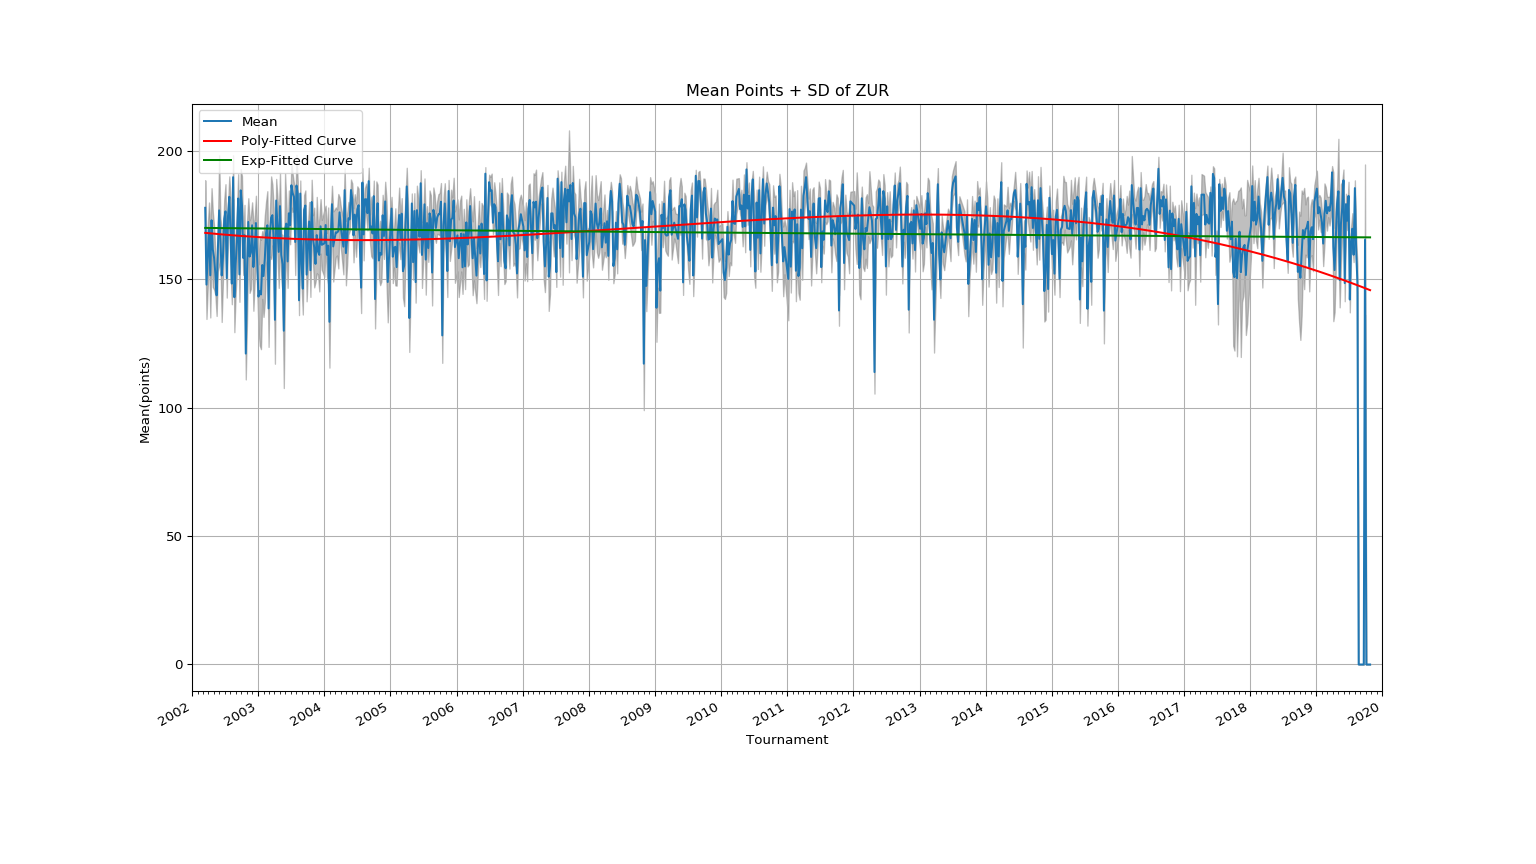 Mean Points + SD of ZUR
Mean
Poly-Fitted Curve
Exp-Fitted Curve
200
150
100
50
0
Mean(points)
2002 2003 2004 2005 2006 2007 2008 2009 2010 2011 2012 2013 2014 2015 2016 2017 2018 2019 2020
Tournament